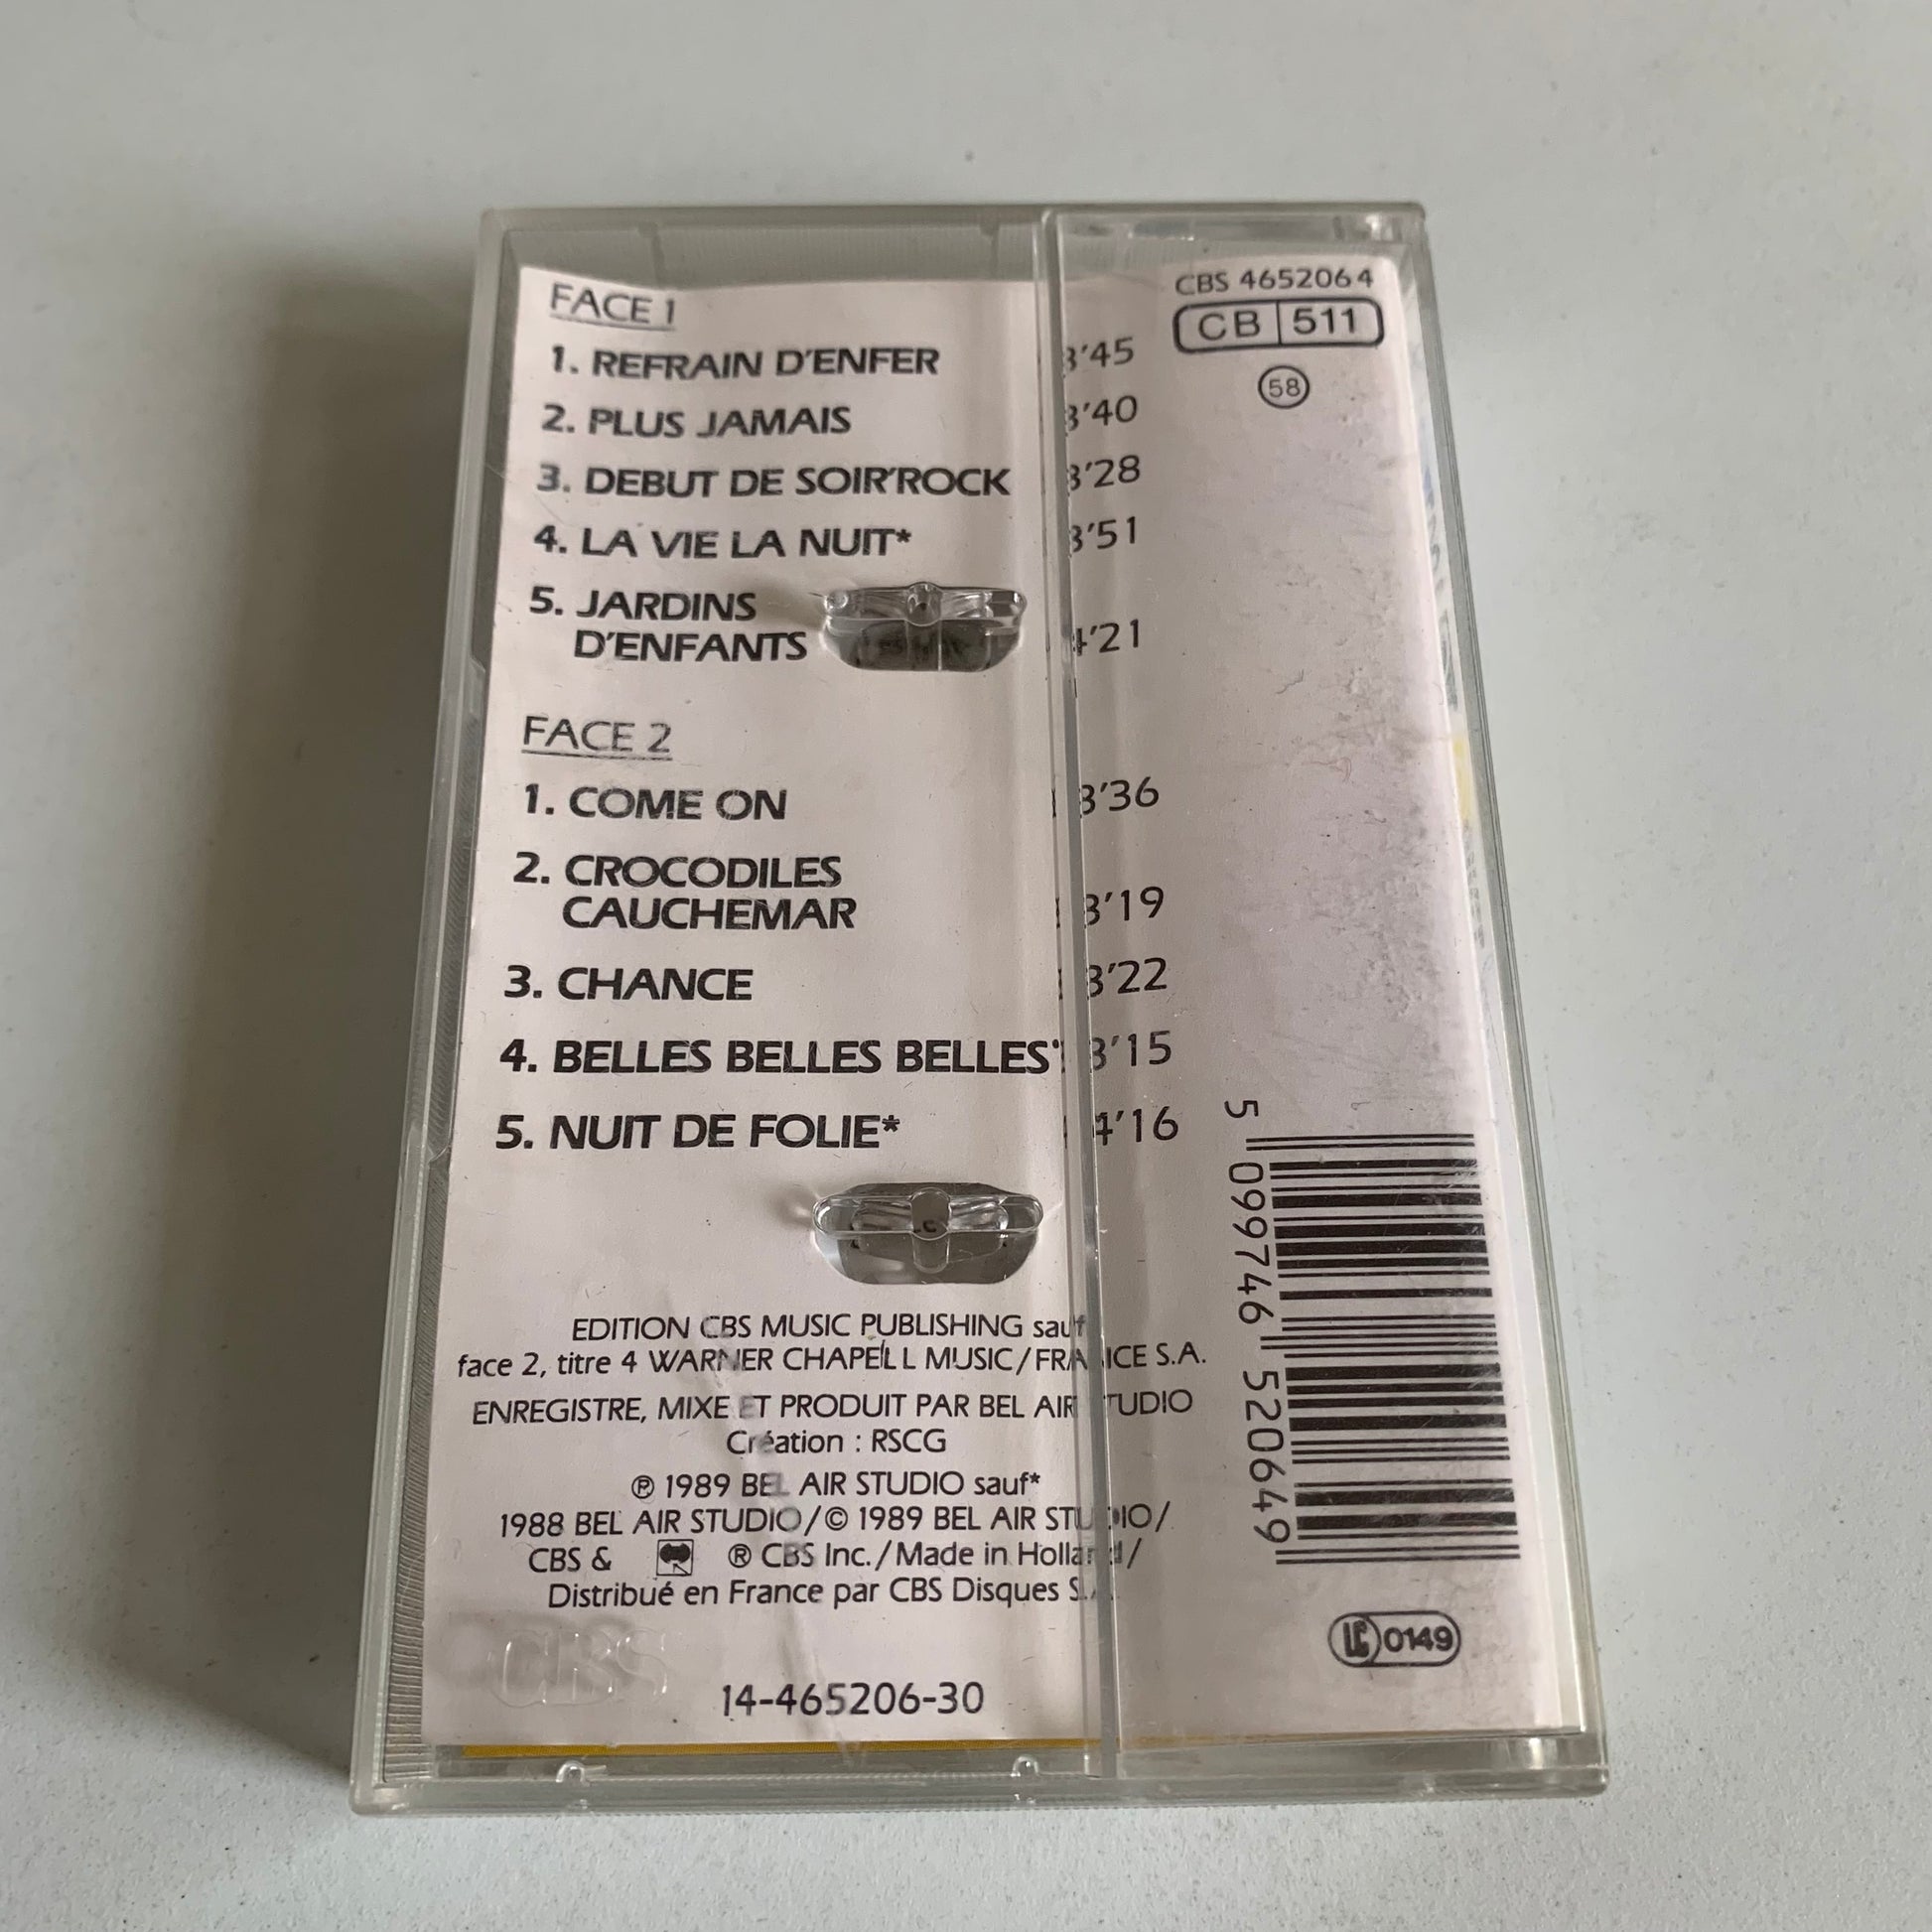 CBS 4652064
CB 511
58
FACE 1
1. REFRAIN D'ENFER 3'45
2. PLUS JAMAIS 3'40
3. DEBUT DE SOIR'ROCK 3'28
4. LA VIE LA NUIT* 3'51
5. JARDINS
D'ENFANTS 4'21
FACE 2
1. COME ON 3'36
2. CROCODILES
CAUCHEMAR 3'19
3. CHANCE 3'22
4. BELLES BELLES BELLES* 3'15
5. NUIT DE FOLIE* 4'16
EDITION CBS MUSIC PUBLISHING sauf
face 2, titre 4 WARNER CHAPELL MUSIC/FRANCE S.A.
ENREGISTRE, MIXE ET PRODUIT PAR BEL AIR STUDIO
Création : RSCG
℗ 1989 BEL AIR STUDIO sauf*
1988 BEL AIR STUDIO/© 1989 BEL AIR STUDIO/
CBS & ® CBS Inc./Made in Holland/
Distribué en France par CBS Disques S.A.
CBS
14-465206-30
5 099746 520649
LC 0149